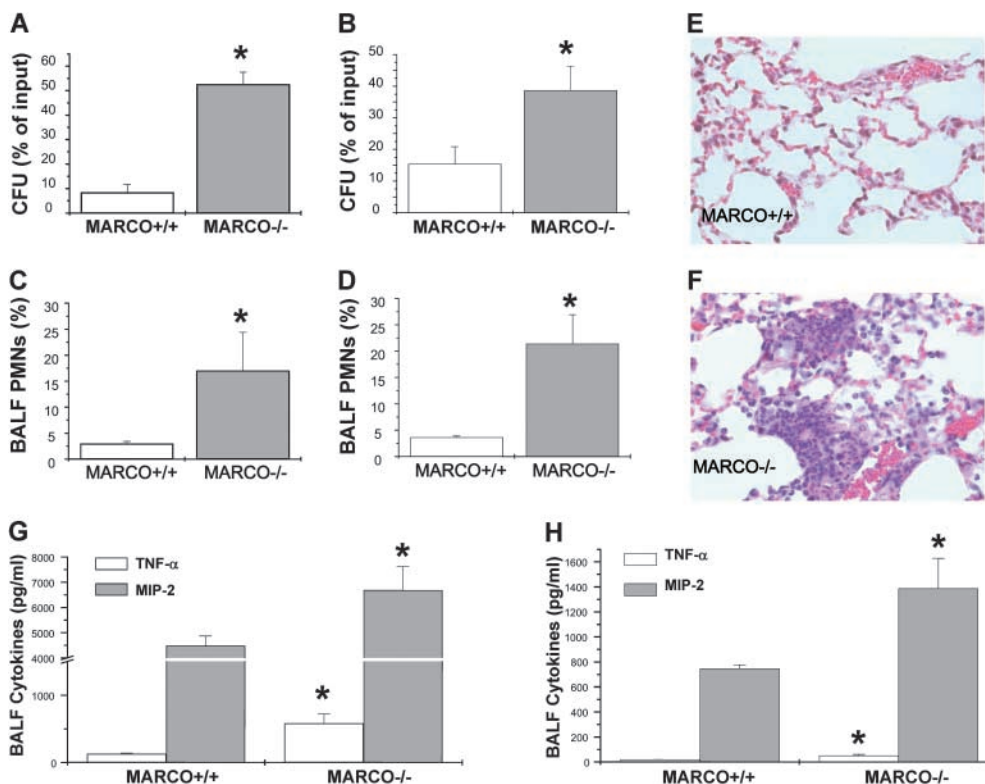 A
CFU (% of input)
60
50
40
30
20
10
0
MARCO+/+ MARCO-/-
*
B
CFU (% of input)
50
40
30
20
10
0
MARCO+/+ MARCO-/-
*
E
MARCO+/+
C
BALF PMNs (%)
30
25
20
15
10
5
0
MARCO+/+ MARCO-/-
*
D
BALF PMNs (%)
30
25
20
15
10
5
0
MARCO+/+ MARCO-/-
*
F
MARCO-/-
G
BALF Cytokines (pg/ml)
8000
7000
6000
5000
4000
1000
0
TNF-α
MIP-2
*
*
MARCO+/+ MARCO-/-
H
BALF Cytokines (pg/ml)
1600
1400
1200
1000
800
600
400
200
0
TNF-α
MIP-2
*
*
MARCO+/+ MARCO-/-